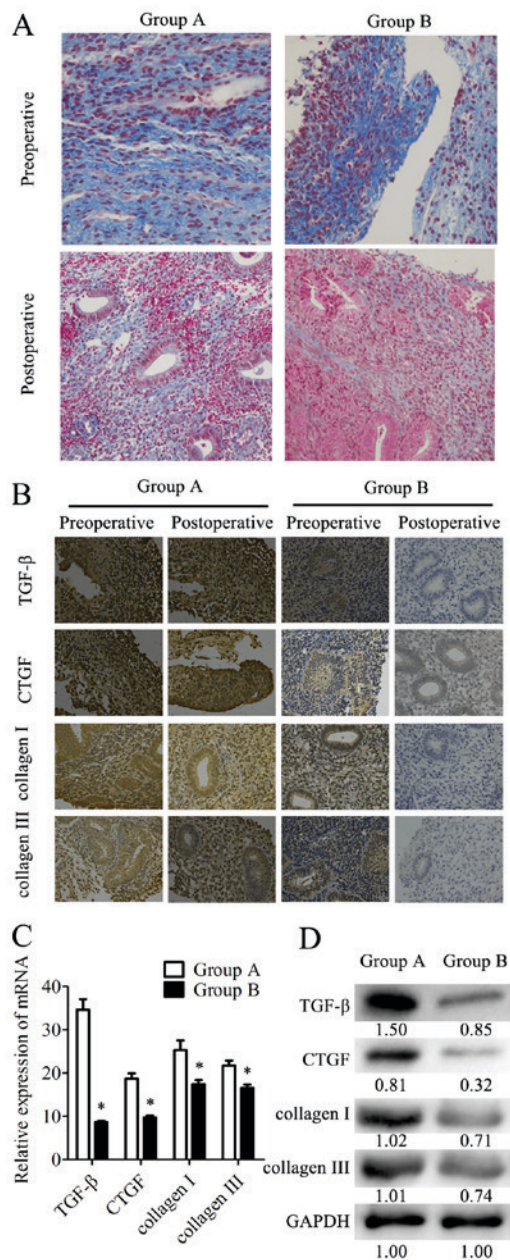 A
Group A Group B
Preoperative
Postoperative
B
Group A Group B
Preoperative Postoperative Preoperative Postoperative
TGF-β
CTGF
collagen I
collagen III
C
Relative expression of mRNA
Group A
Group B
40
30
20
10
0
* * * *
TGF-β CTGF collagen I collagen III
D
Group A Group B
TGF-β
1.50 0.85
CTGF
0.81 0.32
collagen I
1.02 0.71
collagen III
1.01 0.74
GAPDH
1.00 1.00